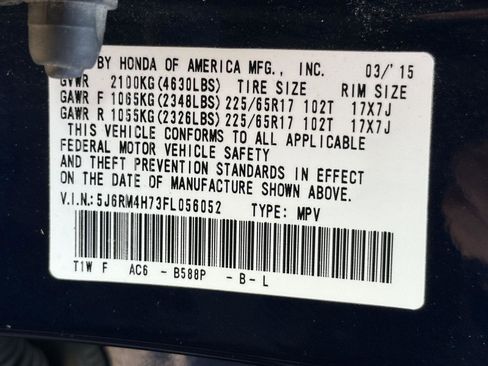 BY HONDA OF AMERICA MFG., INC. 03/'15
GVWR 2100KG(4630LBS) TIRE SIZE RIM SIZE
GAWR F 1065KG(2348LBS) 225/65R17 102T 17X7J
GAWR R 1055KG(2326LBS) 225/65R17 102T 17X7J
THIS VEHICLE CONFORMS TO ALL APPLICABLE
FEDERAL MOTOR VEHICLE SAFETY
AND THEFT PREVENTION STANDARDS IN EFFECT
ON THE DATE OF MANUFACTURE SHOWN ABOVE.
V.I.N.:5J6RM4H73FL056052 TYPE: MPV
T1W F AC6 - B588P - B - L